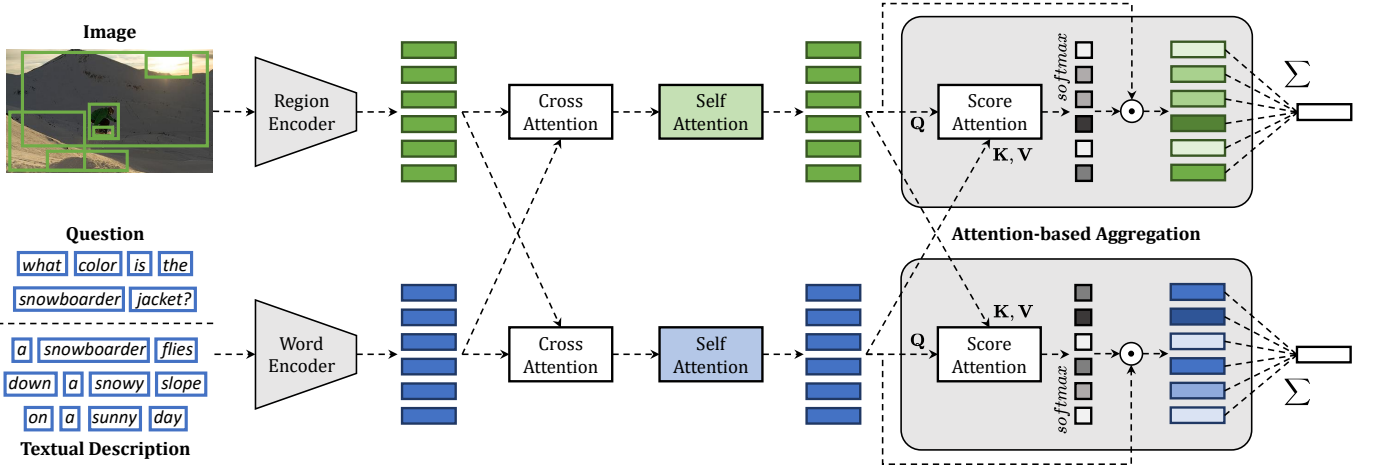 Image
Region
Encoder
Cross
Attention
Self
Attention
Q
Score
Attention
K, V
softmax
∑
Question
what color is the
snowboarder jacket?
Attention-based Aggregation
a snowboarder flies
down a snowy slope
on a sunny day
Textual Description
Word
Encoder
Cross
Attention
Self
Attention
Q
K, V
Score
Attention
softmax
∑